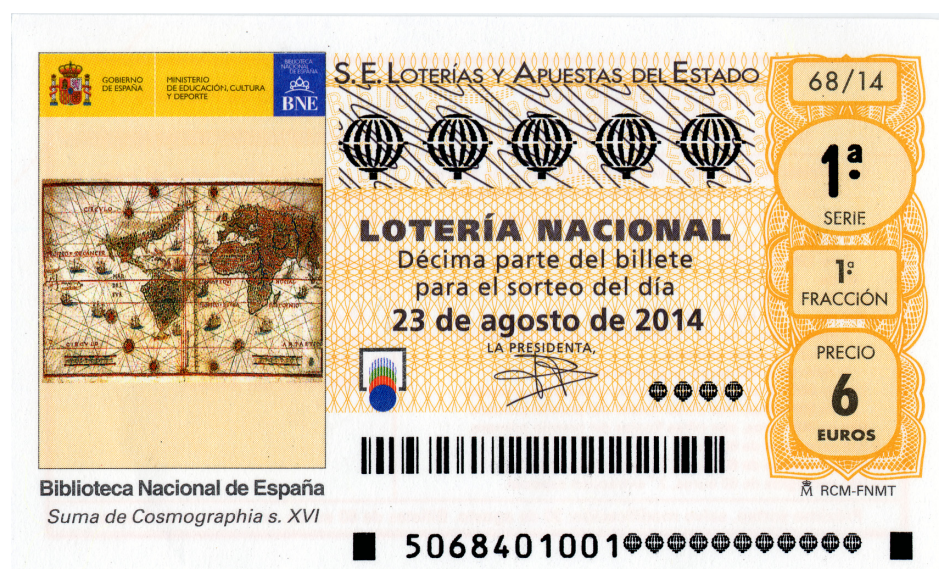 GOBIERNO
DE ESPAÑA
MINISTERIO
DE EDUCACIÓN, CULTURA
Y DEPORTE
BIBLIOTECA
NACIONAL
DE ESPAÑA
BNE
CIRCVLO
CIRCVLO
Biblioteca Nacional de España
Suma de Cosmographia s. XVI
S.E. LOTERÍAS Y APUESTAS DEL ESTADO
LOTERÍA NACIONAL
Décima parte del billete
para el sorteo del día
23 de agosto de 2014
LA PRESIDENTA,
68/14
1ª
SERIE
1ª
FRACCIÓN
PRECIO
6
EUROS
RCM-FNMT
5068401001